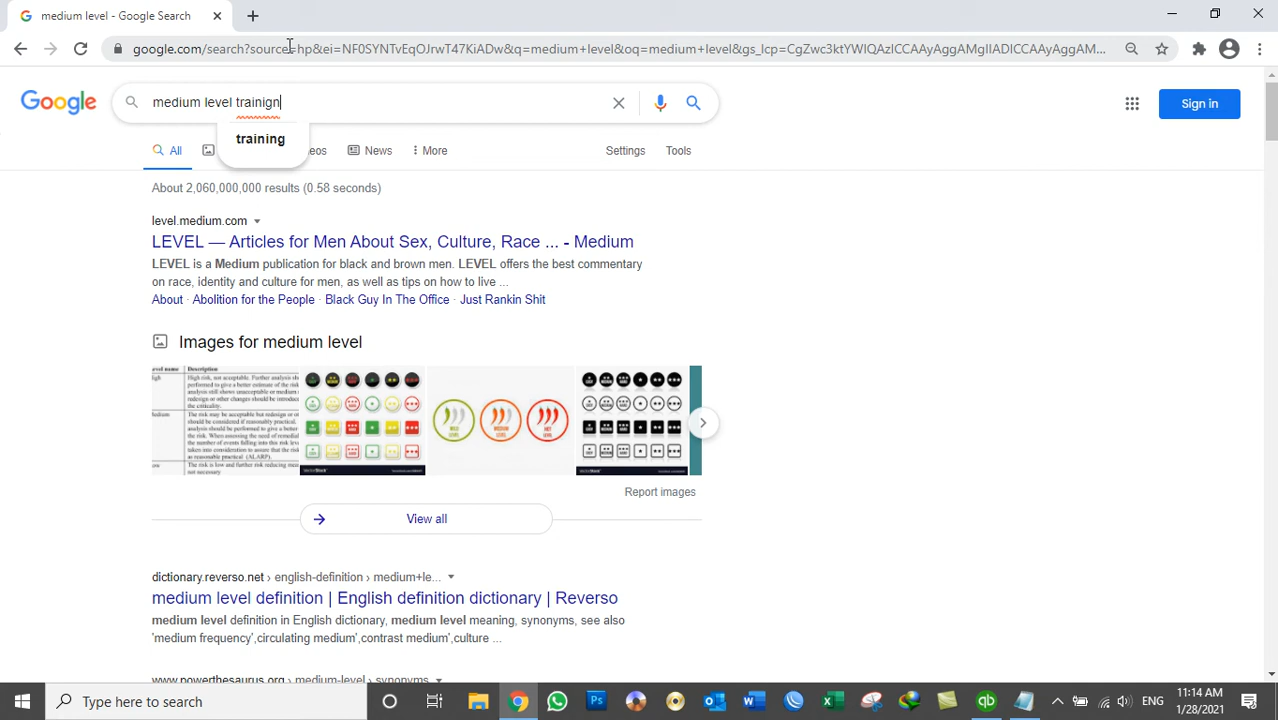 medium level - Google Search
google.com/search?source=hp&ei=NF0SYNTvEqOJrwT47KiADw&q=medium+level&oq=medium+level&gs_lcp=CgZwc3ktYWIQAzICCAAyAggAMgIIADICCAAyAggAM...
Google
medium level trainign
Sign in
training
All
eos
News
More
Settings
Tools
About 2,060,000,000 results (0.58 seconds)
level.medium.com
LEVEL — Articles for Men About Sex, Culture, Race ... - Medium
LEVEL is a Medium publication for black and brown men. LEVEL offers the best commentary
on race, identity and culture for men, as well as tips on how to live ...
About · Abolition for the People · Black Guy In The Office · Just Rankin Shit
Images for medium level
Report images
View all
dictionary.reverso.net › english-definition › medium+le...
medium level definition | English definition dictionary | Reverso
medium level definition in English dictionary, medium level meaning, synonyms, see also
'medium frequency',circulating medium',contrast medium',culture ...
www.powerthesaurus.org › medium-level › synonyms
Type here to search
ENG
11:14 AM
1/28/2021